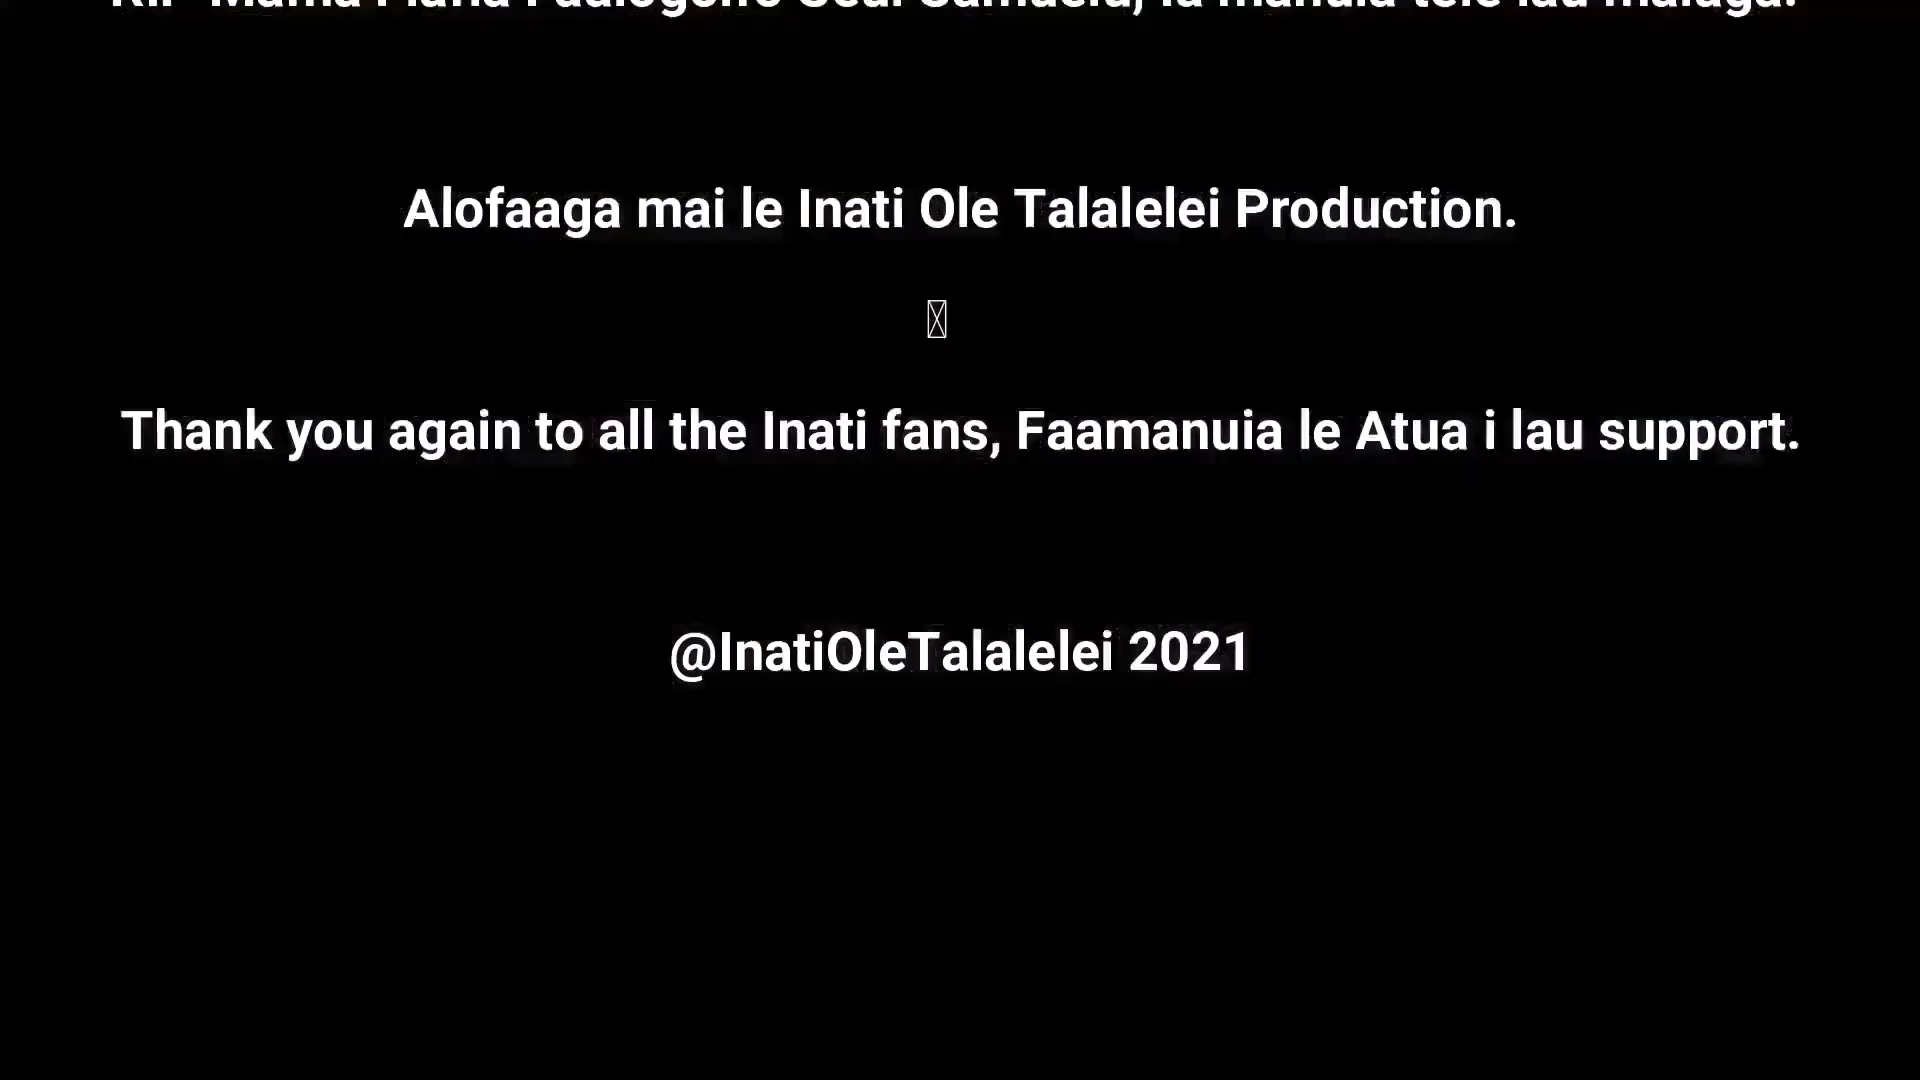 Alofaaga mai le Inati Ole Talalelei Production.
Thank you again to all the Inati fans, Faamanuia le Atua i lau support.
@InatiOleTalalelei 2021